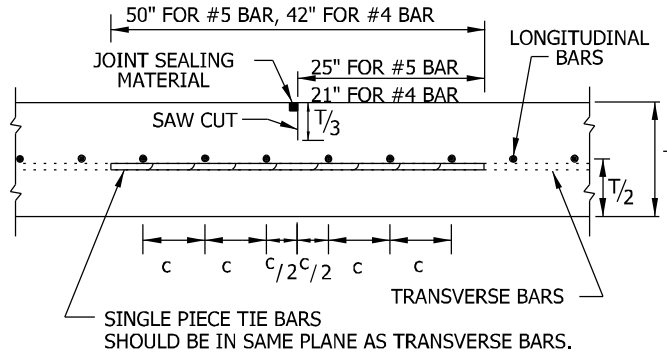 50" FOR #5 BAR, 42" FOR #4 BAR
LONGITUDINAL
BARS
JOINT SEALING
MATERIAL
25" FOR #5 BAR
21" FOR #4 BAR
SAW CUT
T/3
T/2
C
C
C/2
C/2
C
C
TRANSVERSE BARS
SINGLE PIECE TIE BARS
SHOULD BE IN SAME PLANE AS TRANSVERSE BARS.